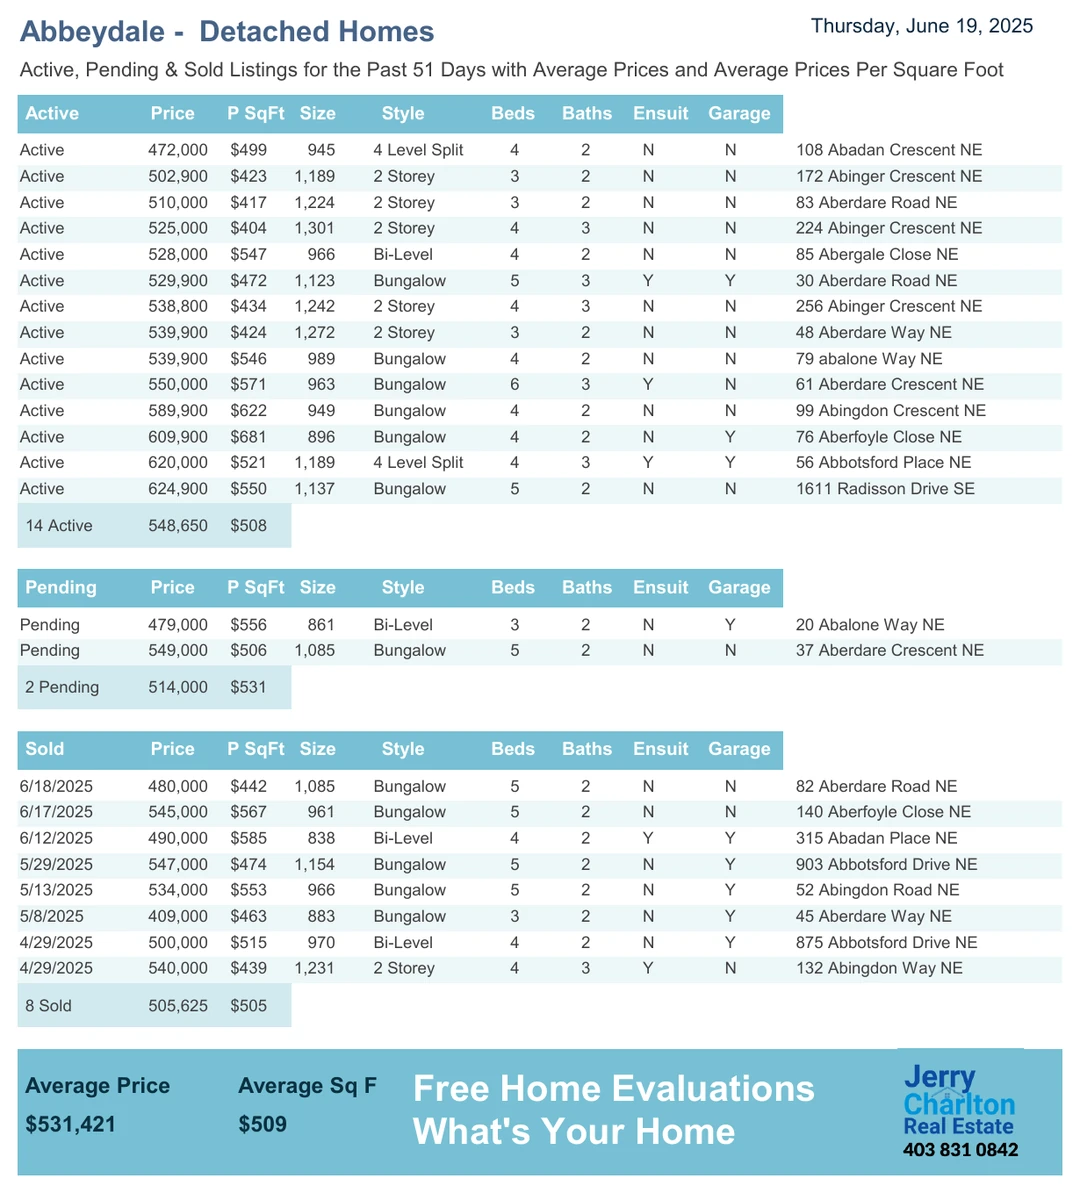 Abbeydale - Detached Homes
Thursday, June 19, 2025
Active, Pending & Sold Listings for the Past 51 Days with Average Prices and Average Prices Per Square Foot
Active Price P SqFt Size Style Beds Baths Ensuit Garage
Active 472,000 $499 945 4 Level Split 4 2 N N 108 Abadan Crescent NE
Active 502,900 $423 1,189 2 Storey 3 2 N N 172 Abinger Crescent NE
Active 510,000 $417 1,224 2 Storey 3 2 N N 83 Aberdare Road NE
Active 525,000 $404 1,301 2 Storey 4 3 N N 224 Abinger Crescent NE
Active 528,000 $547 966 Bi-Level 4 2 N N 85 Abergale Close NE
Active 529,900 $472 1,123 Bungalow 5 3 Y Y 30 Aberdare Road NE
Active 538,800 $434 1,242 2 Storey 4 3 N N 256 Abinger Crescent NE
Active 539,900 $424 1,272 2 Storey 3 2 N N 48 Aberdare Way NE
Active 539,900 $546 989 Bungalow 4 2 N N 79 abalone Way NE
Active 550,000 $571 963 Bungalow 6 3 Y N 61 Aberdare Crescent NE
Active 589,900 $622 949 Bungalow 4 2 N N 99 Abingdon Crescent NE
Active 609,900 $681 896 Bungalow 4 2 N Y 76 Aberfoyle Close NE
Active 620,000 $521 1,189 4 Level Split 4 3 Y Y 56 Abbotsford Place NE
Active 624,900 $550 1,137 Bungalow 5 2 N N 1611 Radisson Drive SE
14 Active 548,650 $508
Pending Price P SqFt Size Style Beds Baths Ensuit Garage
Pending 479,000 $556 861 Bi-Level 3 2 N Y 20 Abalone Way NE
Pending 549,000 $506 1,085 Bungalow 5 2 N N 37 Aberdare Crescent NE
2 Pending 514,000 $531
Sold Price P SqFt Size Style Beds Baths Ensuit Garage
6/18/2025 480,000 $442 1,085 Bungalow 5 2 N N 82 Aberdare Road NE
6/17/2025 545,000 $567 961 Bungalow 5 2 N N 140 Aberfoyle Close NE
6/12/2025 490,000 $585 838 Bi-Level 4 2 Y Y 315 Abadan Place NE
5/29/2025 547,000 $474 1,154 Bungalow 5 2 N Y 903 Abbotsford Drive NE
5/13/2025 534,000 $553 966 Bungalow 5 2 N Y 52 Abingdon Road NE
5/8/2025 409,000 $463 883 Bungalow 3 2 N Y 45 Aberdare Way NE
4/29/2025 500,000 $515 970 Bi-Level 4 2 N Y 875 Abbotsford Drive NE
4/29/2025 540,000 $439 1,231 2 Storey 4 3 Y N 132 Abingdon Way NE
8 Sold 505,625 $505
Average Price Average Sq F
$531,421 $509
Free Home Evaluations
What's Your Home
Jerry
Charlton
Real Estate
403 831 0842